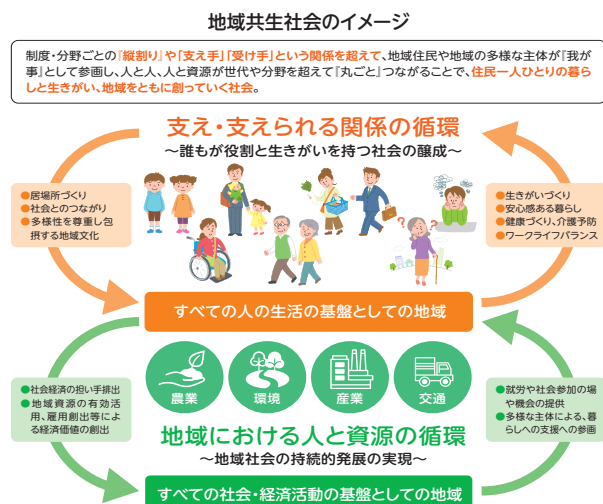 地域共生社会のイメージ
制度・分野ごとの『縦割り』や「支え手」「受け手」という関係を超えて、地域住民や地域の多様な主体が『我が
事』として参画し、人と人、人と資源が世代や分野を超えて『丸ごと』つながることで、住民一人ひとりの暮ら
しと生きがい、地域をともに創っていく社会。
支え・支えられる関係の循環
～誰もが役割と生きがいを持つ社会の醸成～
●居場所づくり
●社会とのつながり
●多様性を尊重し包
摂する地域文化
●生きがいづくり
●安心感ある暮らし
●健康づくり、介護予防
●ワークライフバランス
すべての人の生活の基盤としての地域
農業
環境
産業
交通
●社会経済の担い手排出
●地域資源の有効活
用、雇用創出等によ
る経済価値の創出
●就労や社会参加の場
や機会の提供
●多様な主体による、暮
らしへの支援への参画
地域における人と資源の循環
～地域社会の持続的発展の実現～
すべての社会・経済活動の基盤としての地域